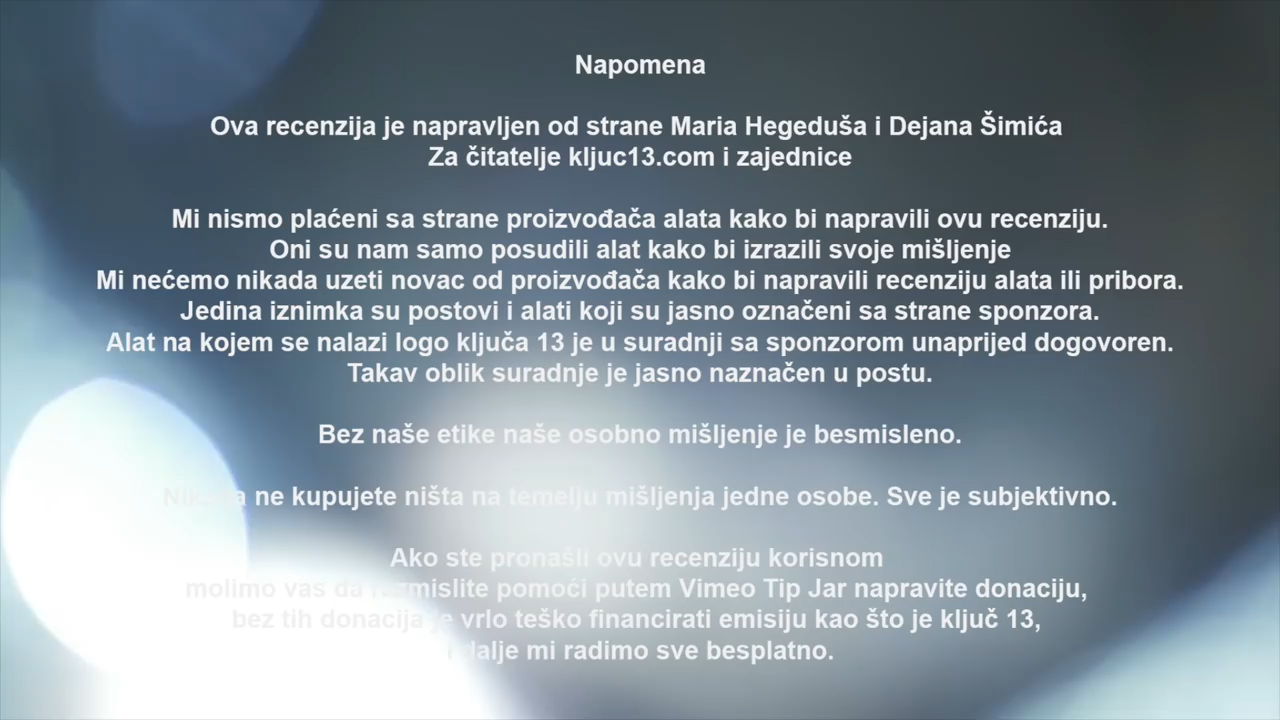 Napomena
Ova recenzija je napravljen od strane Maria Hegeduša i Dejana Šimića
Za čitatelje kljuc13.com i zajednice
Mi nismo plaćeni sa strane proizvođača alata kako bi napravili ovu recenziju.
Oni su nam samo posudili alat kako bi izrazili svoje mišljenje
Mi nećemo nikada uzeti novac od proizvođača kako bi napravili recenziju alata ili pribora.
Jedina iznimka su postovi i alati koji su jasno označeni sa strane sponzora.
Alat na kojem se nalazi logo ključa 13 je u suradnji sa sponzorom unaprijed dogovoren.
Takav oblik suradnje je jasno naznačen u postu.
Bez naše etike naše osobno mišljenje je besmisleno.
ne kupujete ništa na temelju mišljenja jedne osobe. Sve je subjektivno.
Ako ste pronašli ovu recenziju korisnom
molimo vas da razmislite pomoći putem Vimeo Tip Jar napravite donaciju,
bez tih donacija je vrlo teško financirati emisiju kao što je ključ 13,
mi radimo sve besplatno.